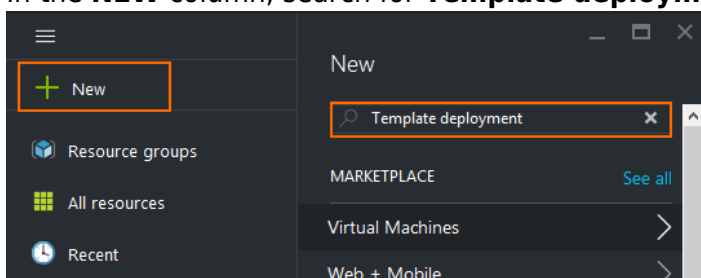 In the NEW column, search for Template deploym
New
New
Template deployment
Resource groups
MARKETPLACE
See all
All resources
Virtual Machines
Recent
Web + Mobile